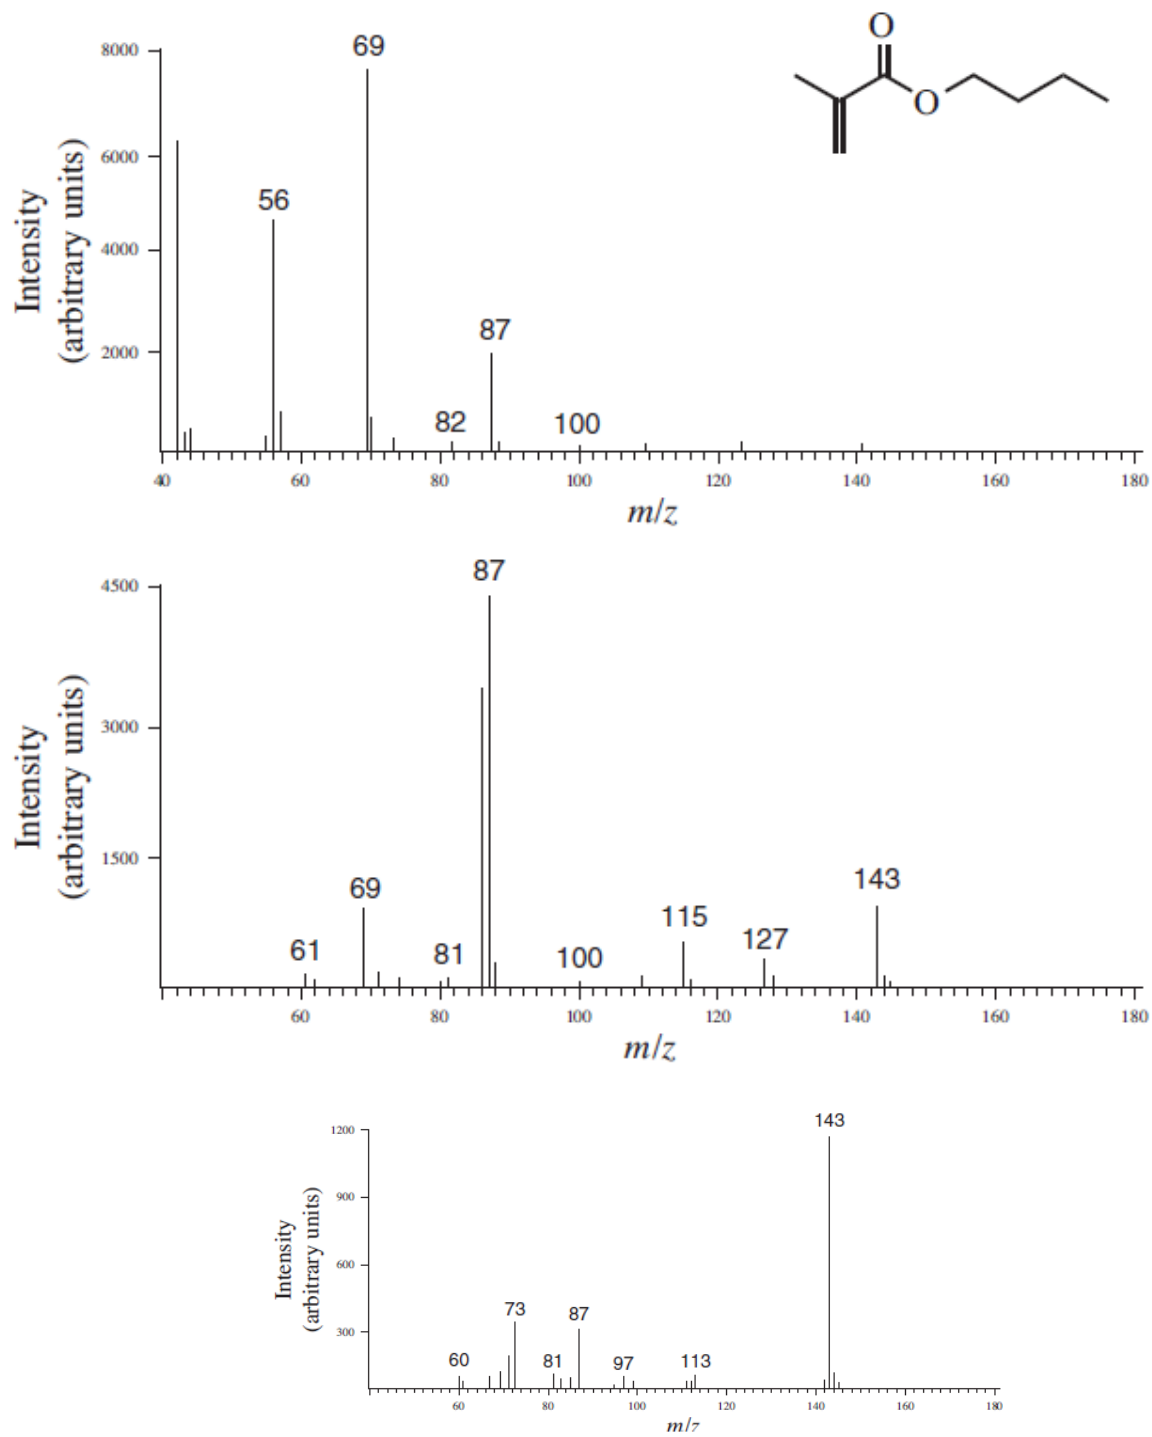 8000
6000
4000
2000
Intensity
(arbitrary units)
69
56
87
82
100
O
O
40 60 80 100 120 140 160 180
m/z
4500
3000
1500
Intensity
(arbitrary units)
87
143
115
127
69
61
81
100
60 80 100 120 140 160 180
m/z
1200
900
600
300
Intensity
(arbitrary units)
143
73
87
60
81
97
113
60 80 100 120 140 160 180
m/z